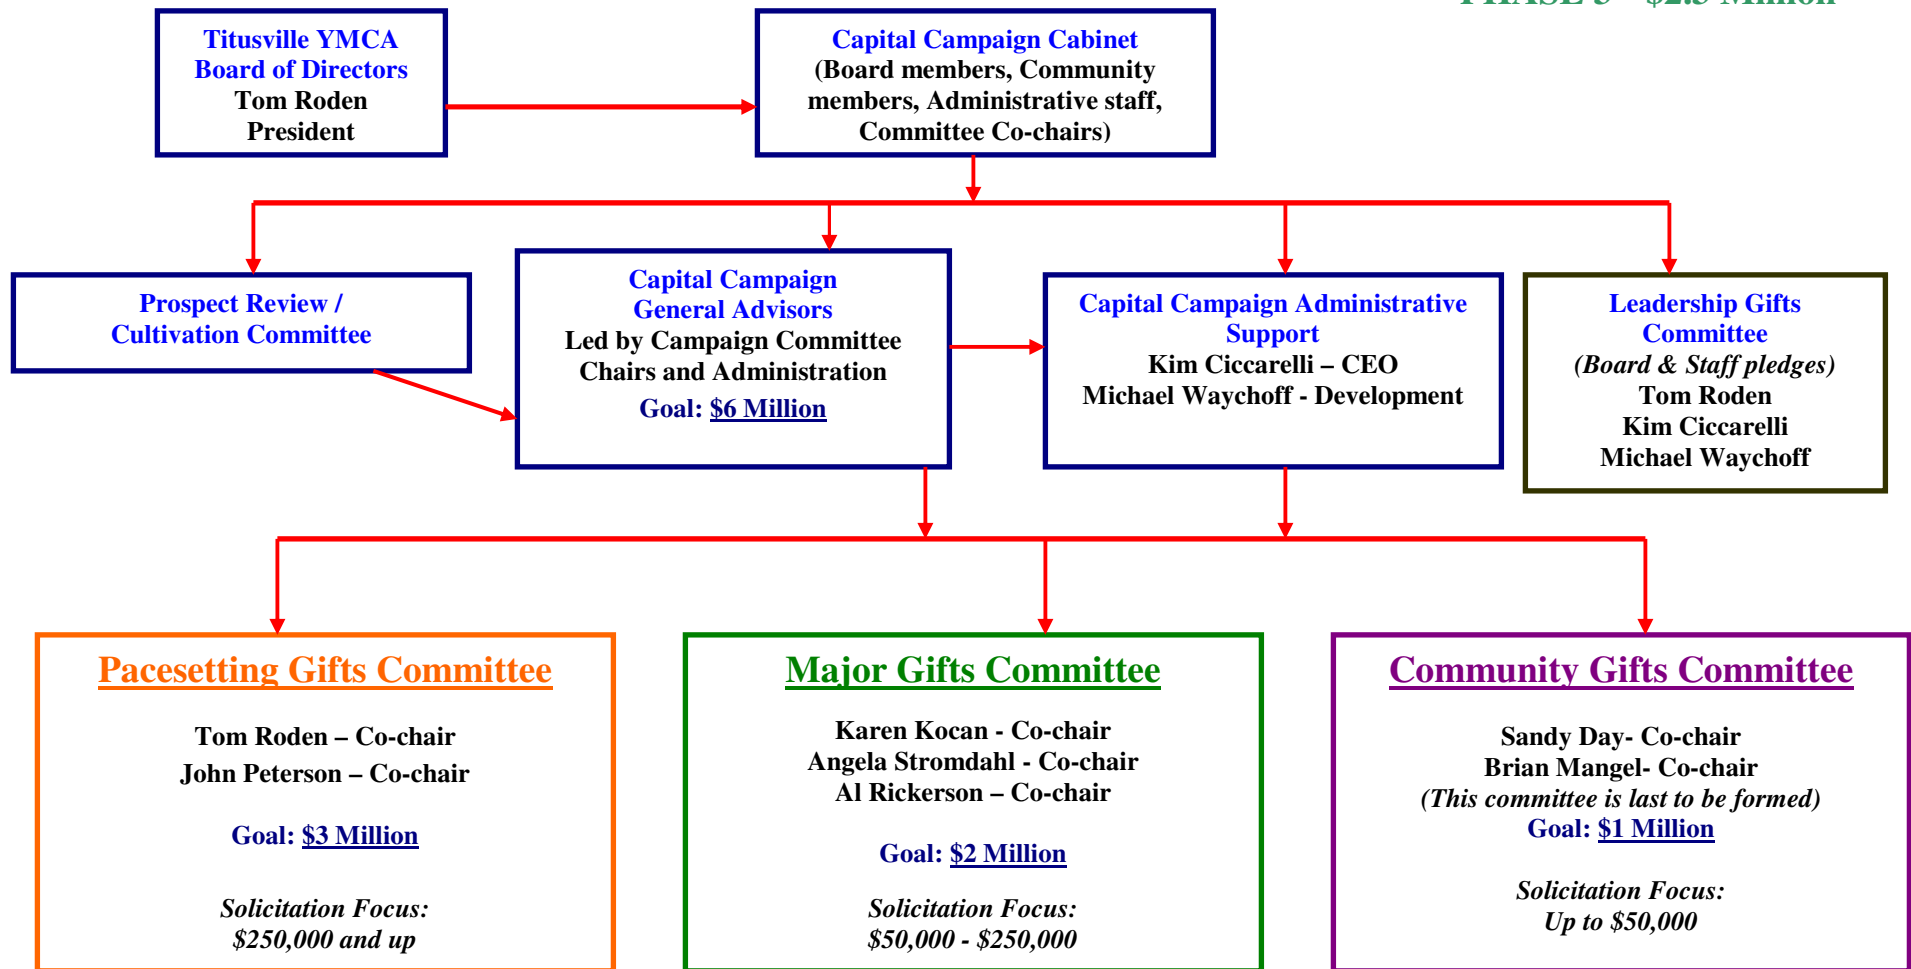 PHASE 3 - $2.5 Million
Titusville YMCA
Board of Directors
Tom Roden
President
Capital Campaign Cabinet
(Board members, Community
members, Administrative staff,
Committee Co-chairs)
Prospect Review /
Cultivation Committee
Capital Campaign
General Advisors
Led by Campaign Committee
Chairs and Administration
Goal: $6 Million
Capital Campaign Administrative
Support
Kim Ciccarelli – CEO
Michael Waychoff - Development
Leadership Gifts
Committee
(Board & Staff pledges)
Tom Roden
Kim Ciccarelli
Michael Waychoff
Pacesetting Gifts Committee
Tom Roden – Co-chair
John Peterson – Co-chair
Goal: $3 Million
Solicitation Focus:
$250,000 and up
Major Gifts Committee
Karen Kocan - Co-chair
Angela Stromdahl - Co-chair
Al Rickerson – Co-chair
Goal: $2 Million
Solicitation Focus:
$50,000 - $250,000
Community Gifts Committee
Sandy Day- Co-chair
Brian Mangel- Co-chair
(This committee is last to be formed)
Goal: $1 Million
Solicitation Focus:
Up to $50,000